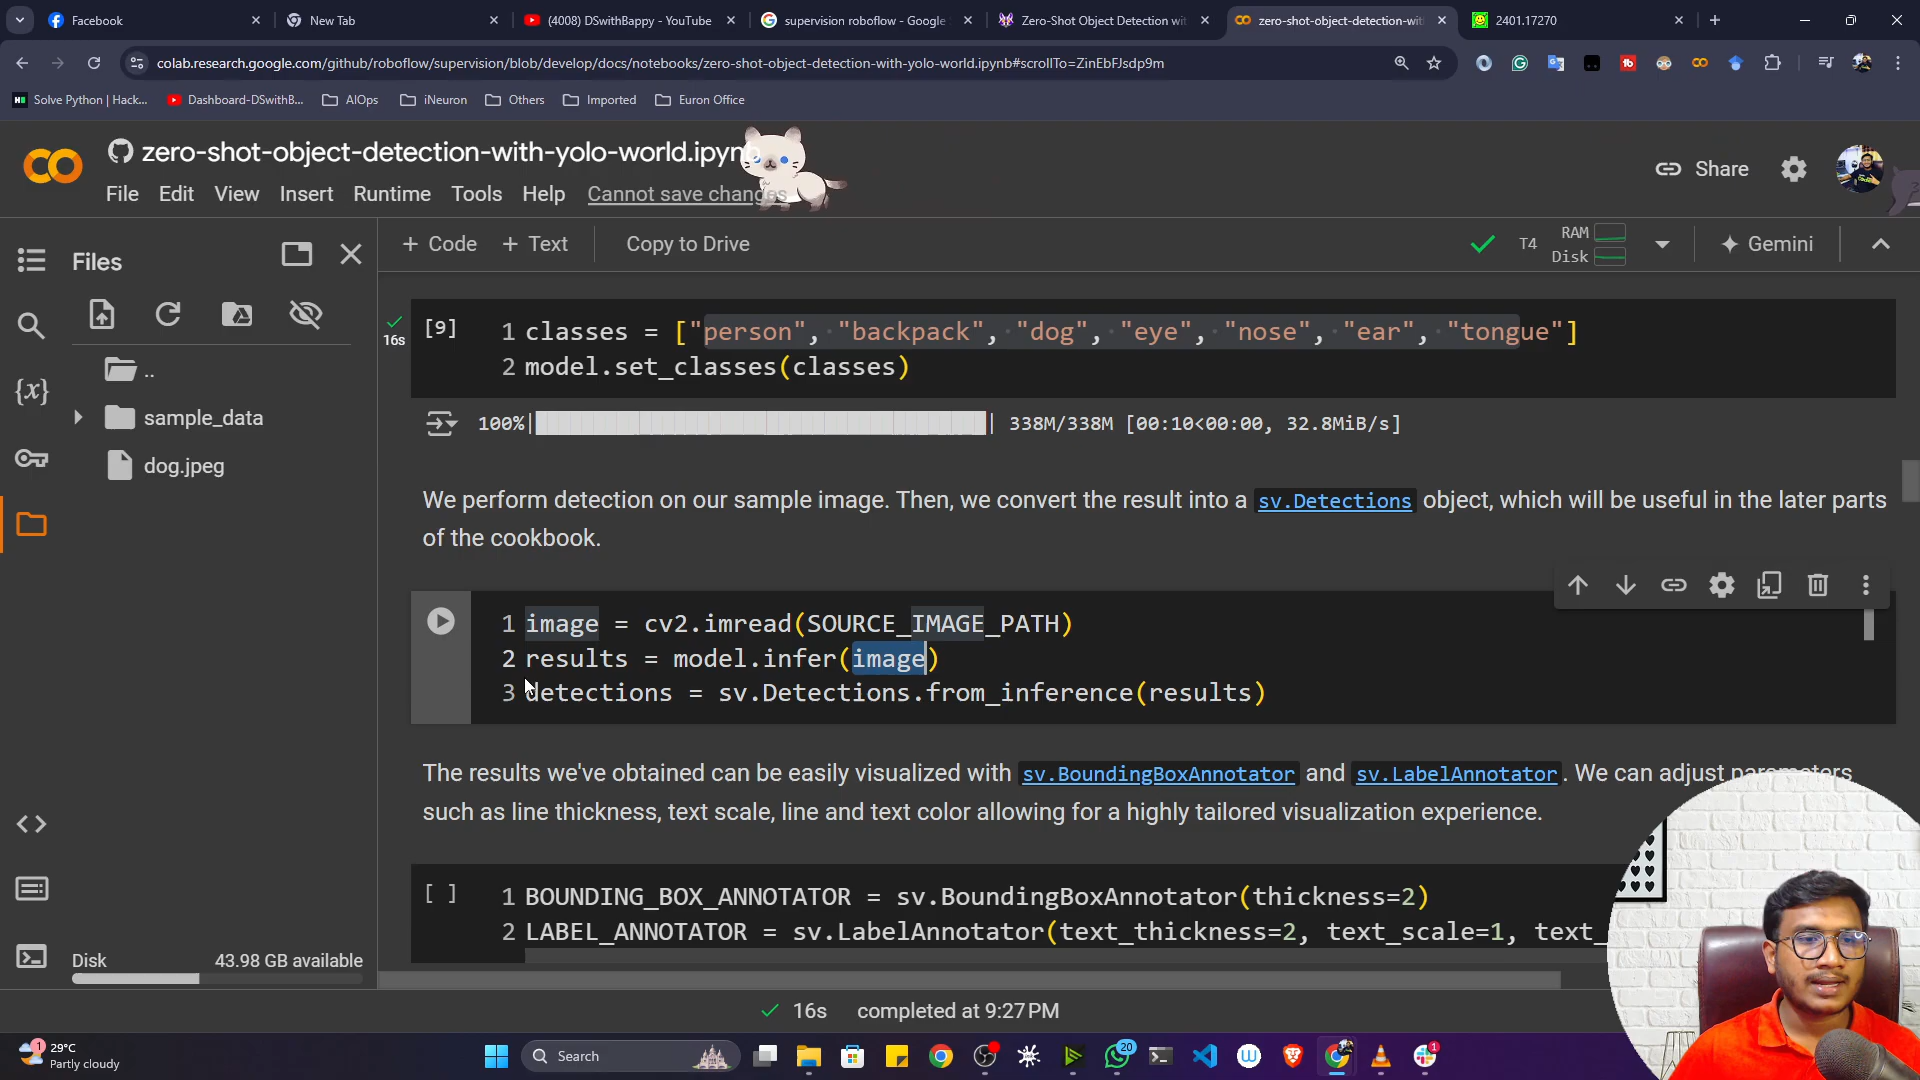 Facebook
New Tab
(4008) DSwithBappy - YouTube
supervision roboflow - Google
Zero-Shot Object Detection wit
zero-shot-object-detection-with
2401.17270
colab.research.google.com/github/roboflow/supervision/blob/develop/docs/notebooks/zero-shot-object-detection-with-yolo-world.ipynb#scrollTo=ZinEbFJsdp9m
Solve Python | Hack...
Dashboard-DSwithB...
AIOps
iNeuron
Others
Imported
Euron Office
zero-shot-object-detection-with-yolo-world.ipynb
Share
File Edit View Insert Runtime Tools Help Cannot save changes
Files
+ Code + Text Copy to Drive
T4
RAM
Disk
Gemini
..
sample_data
dog.jpeg
Disk 43.98 GB available
16s
[9]
1 classes = ["person", "backpack", "dog", "eye", "nose", "ear", "tongue"]
2 model.set_classes(classes)
100%| | 338M/338M [00:10<00:00, 32.8MiB/s]
We perform detection on our sample image. Then, we convert the result into a sv.Detections object, which will be useful in the later parts
of the cookbook.
1 image = cv2.imread(SOURCE_IMAGE_PATH)
2 results = model.infer(image)
3 detections = sv.Detections.from_inference(results)
The results we've obtained can be easily visualized with sv.BoundingBoxAnnotator and sv.LabelAnnotator. We can adjust parameters
such as line thickness, text scale, line and text color allowing for a highly tailored visualization experience.
[ ]
1 BOUNDING_BOX_ANNOTATOR = sv.BoundingBoxAnnotator(thickness=2)
2 LABEL_ANNOTATOR = sv.LabelAnnotator(text_thickness=2, text_scale=1, text_
16s completed at 9:27 PM
1
29°C
Partly cloudy
Search
20
1